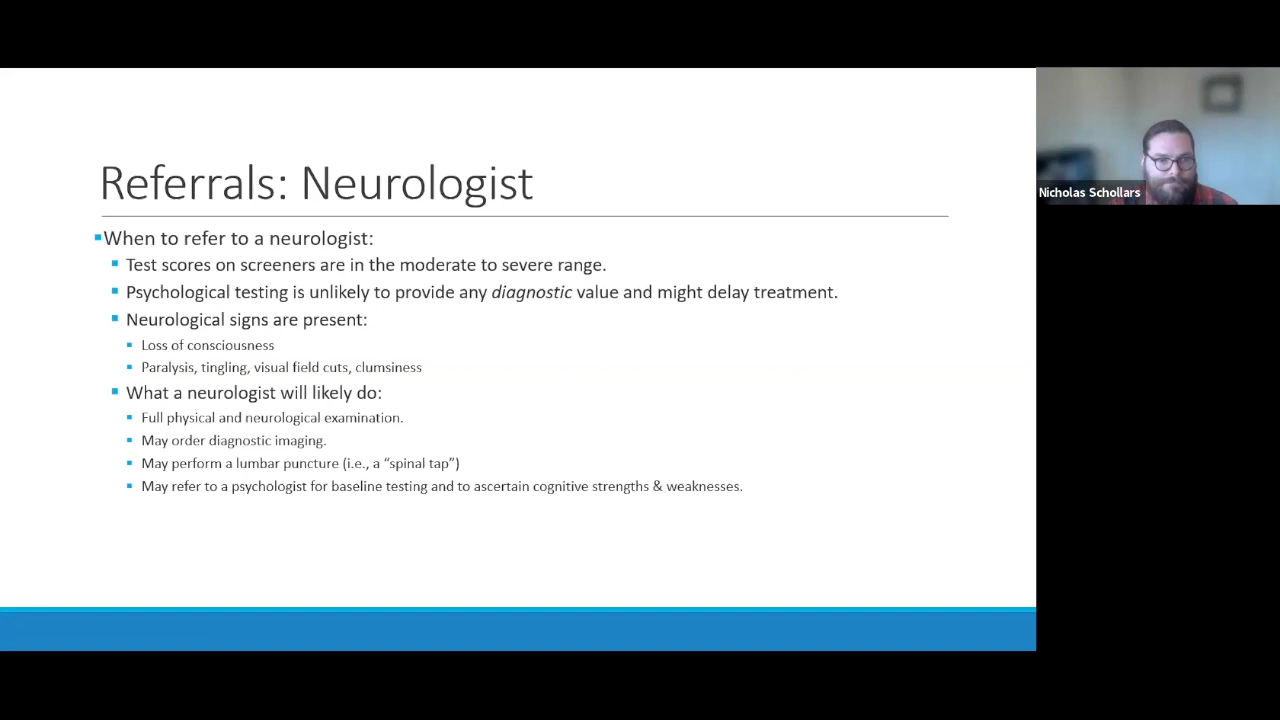 Referrals: Neurologist
Nicholas Schollars
▪When to refer to a neurologist:
▪ Test scores on screeners are in the moderate to severe range.
▪ Psychological testing is unlikely to provide any diagnostic value and might delay treatment.
▪ Neurological signs are present:
▪ Loss of consciousness
▪ Paralysis, tingling, visual field cuts, clumsiness
▪ What a neurologist will likely do:
▪ Full physical and neurological examination.
▪ May order diagnostic imaging.
▪ May perform a lumbar puncture (i.e., a “spinal tap”)
▪ May refer to a psychologist for baseline testing and to ascertain cognitive strengths & weaknesses.